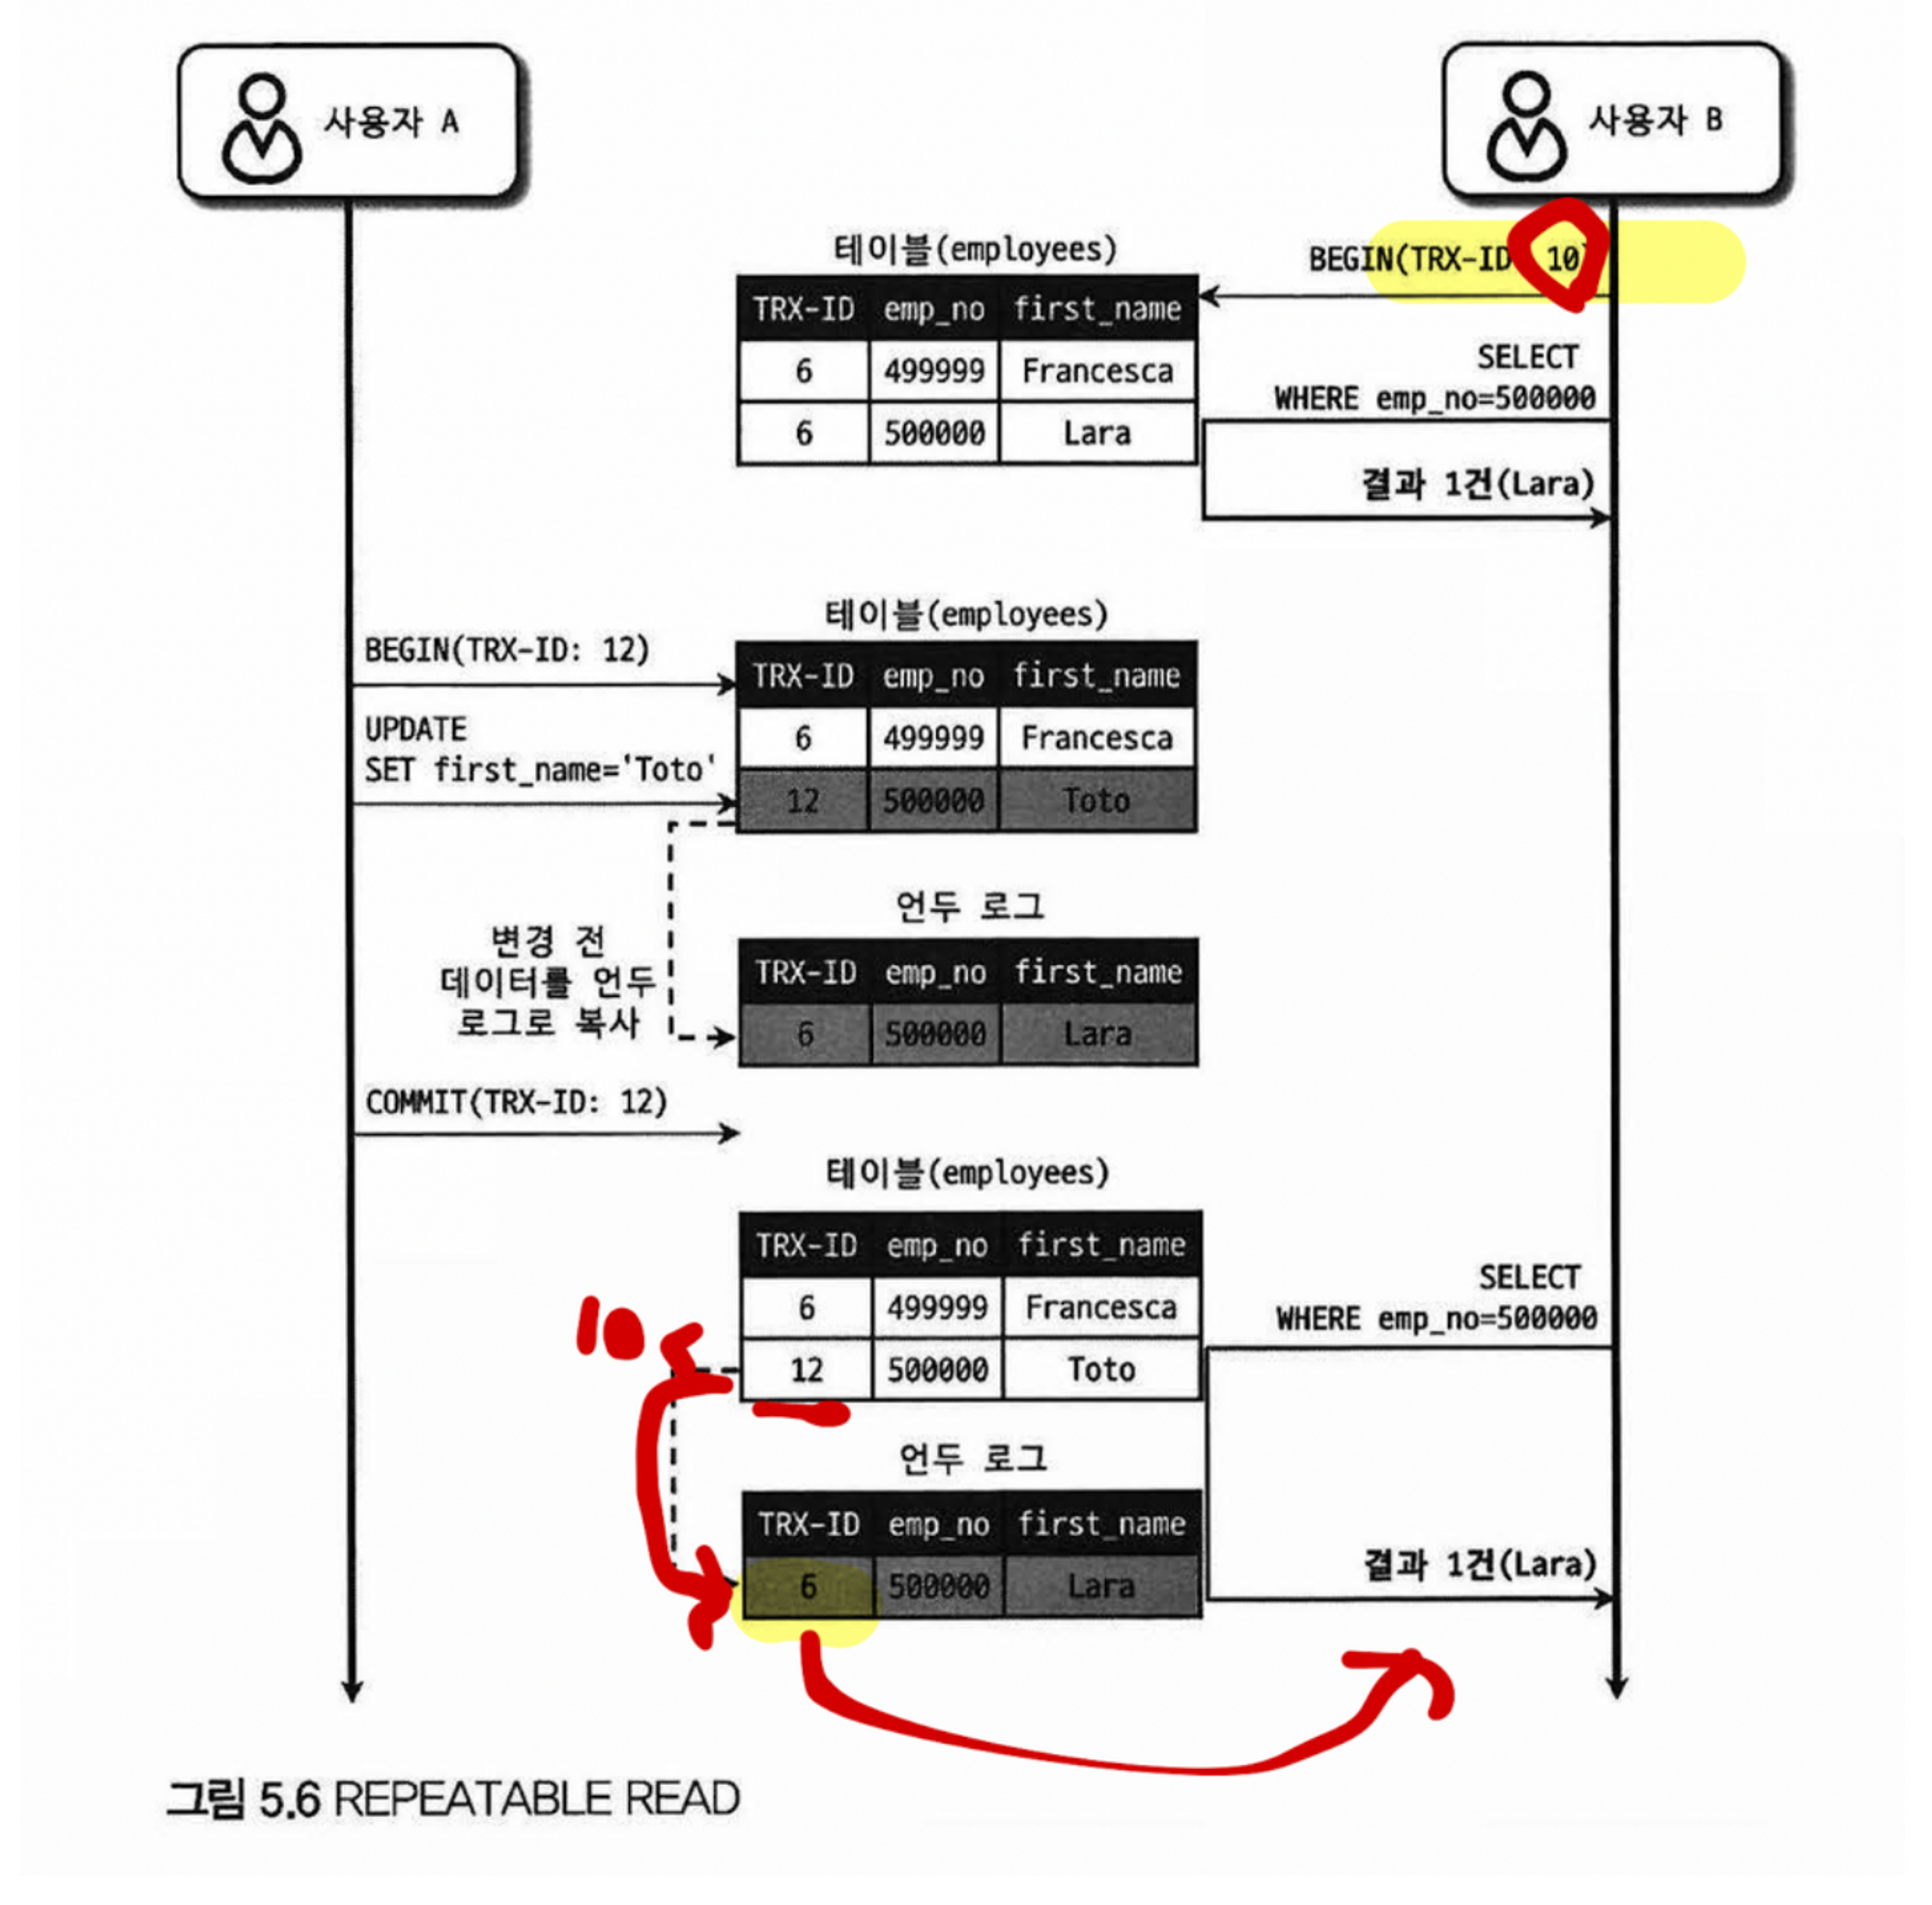 사용자 A
사용자 B
테이블(employees)
BEGIN(TRX-ID 10)
TRX-ID emp_no first_name
6 499999 Francesca
6 500000 Lara
SELECT
WHERE emp_no=500000
결과 1건(Lara)
테이블(employees)
BEGIN(TRX-ID: 12)
TRX-ID emp_no first_name
UPDATE
SET first_name='Toto'
6 499999 Francesca
12 500000 Toto
언두 로그
변경 전
데이터를 언두
로그로 복사
TRX-ID emp_no first_name
6 500000 Lara
COMMIT(TRX-ID: 12)
테이블(employees)
TRX-ID emp_no first_name
6 499999 Francesca
12 500000 Toto
SELECT
WHERE emp_no=500000
10
언두 로그
TRX-ID emp_no first_name
6 500000 Lara
결과 1건(Lara)
그림 5.6 REPEATABLE READ